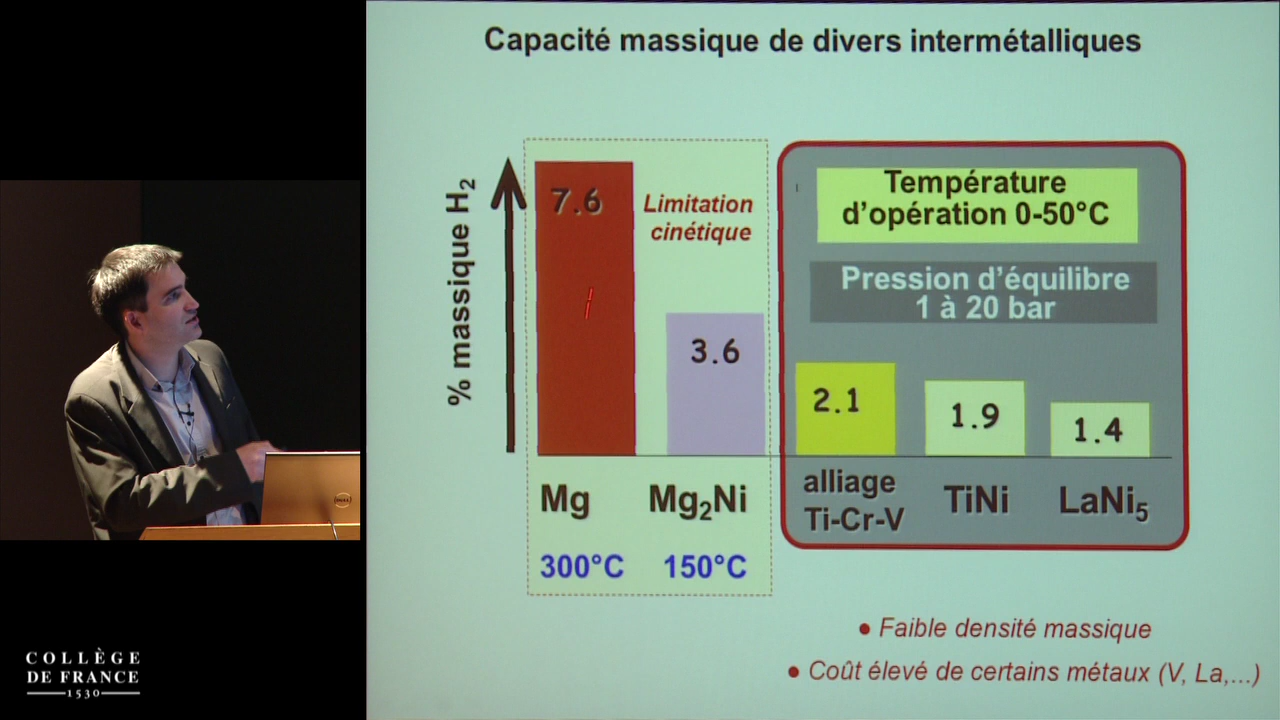 Capacité massique de divers intermétalliques
% massique H2
7.6
Limitation
cinétique
3.6
Température
d'opération 0-50°C
Pression d'équilibre
1 à 20 bar
2.1
1.9
1.4
Mg
Mg2Ni
alliage
Ti-Cr-V
TiNi
LaNi5
300°C
150°C
● Faible densité massique
● Coût élevé de certains métaux (V, La,...)
DELL
COLLÈGE
DE FRANCE
1530